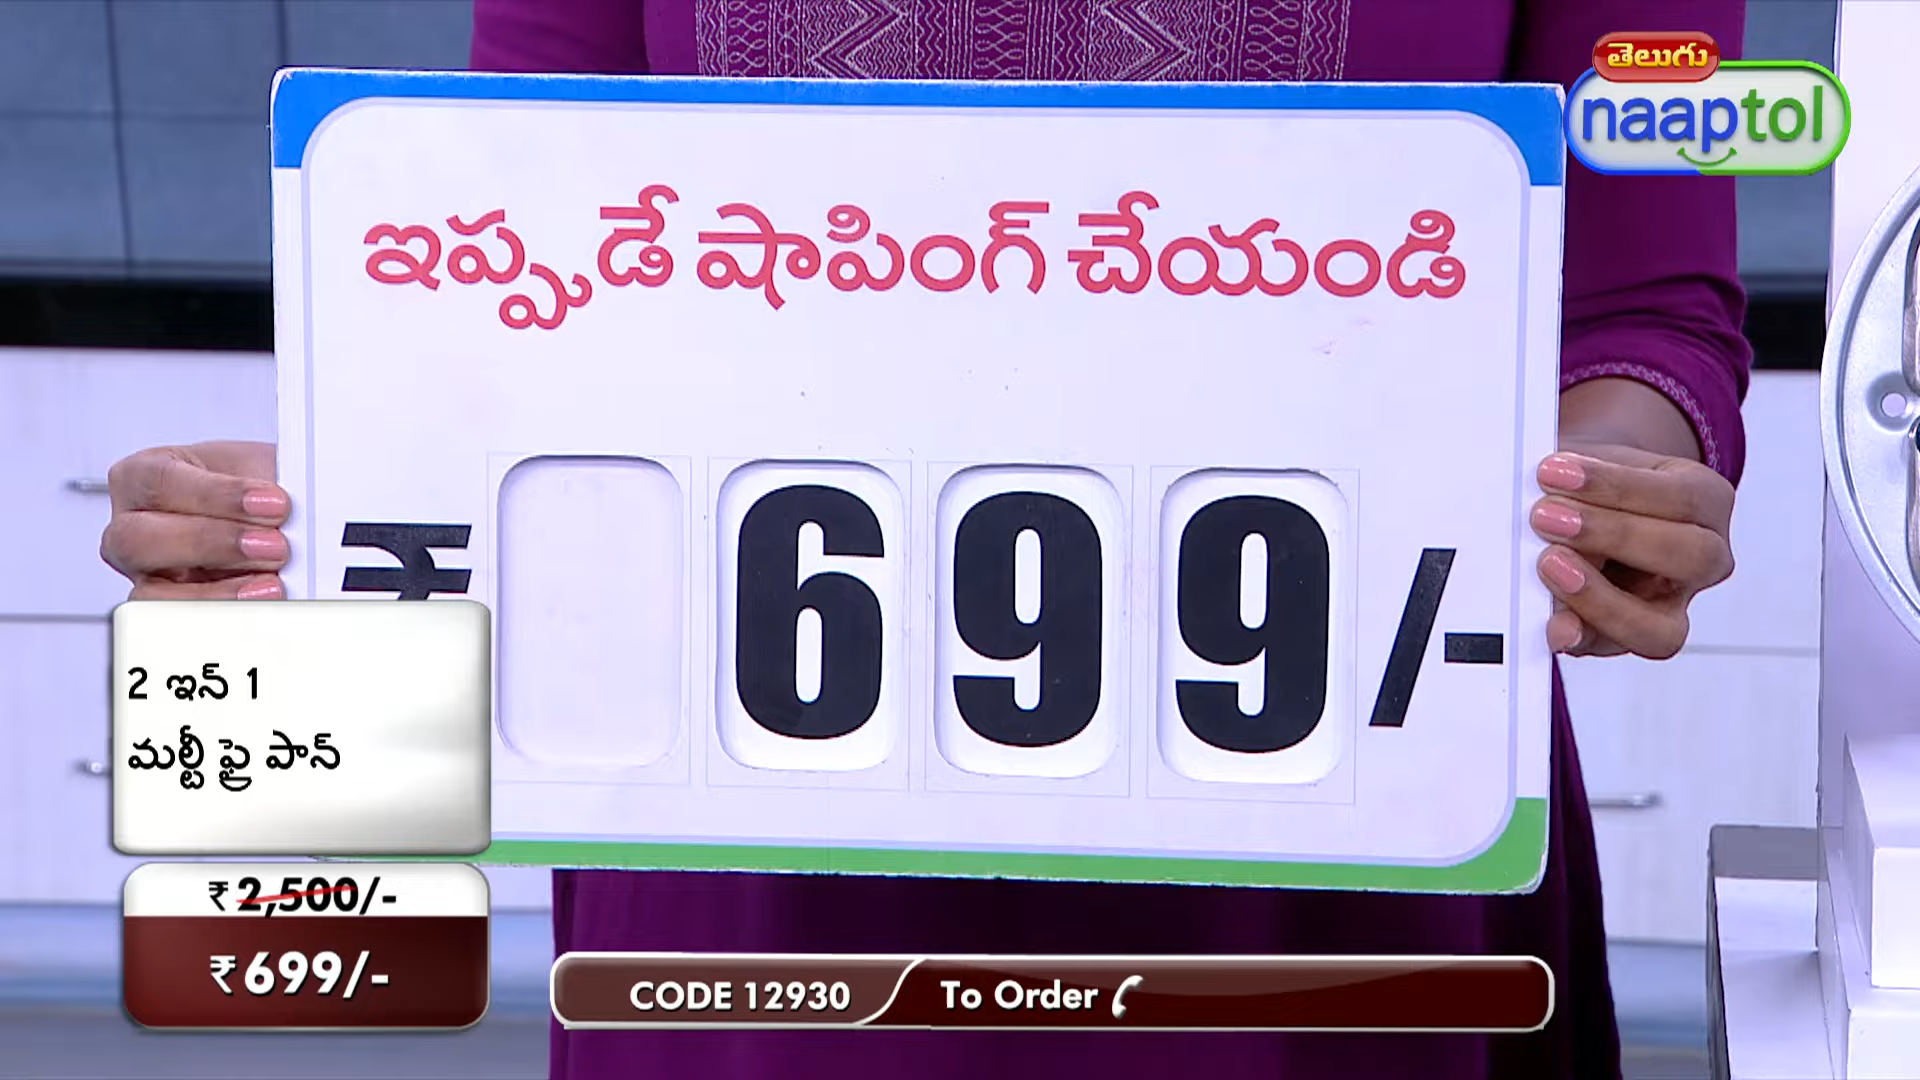 తెలుగు
naaptol
ఇప్పుడే షాపింగ్ చేయండి
₹ 699/-
2 ఇన్ 1
మల్టీ ఫ్రై పాన్
₹ 2,500/-
₹ 699/-
CODE 12930
To Order